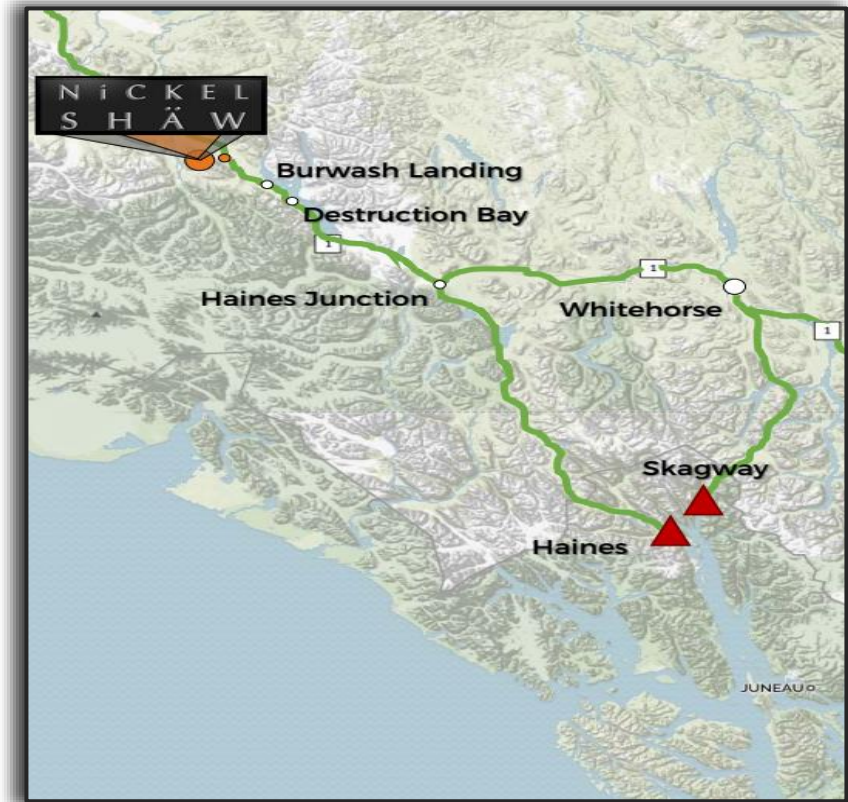 NiCKEL
SHÄW
Burwash Landing
Destruction Bay
1
1
Haines Junction
Whitehorse
1
Skagway
Haines
JUNEAU